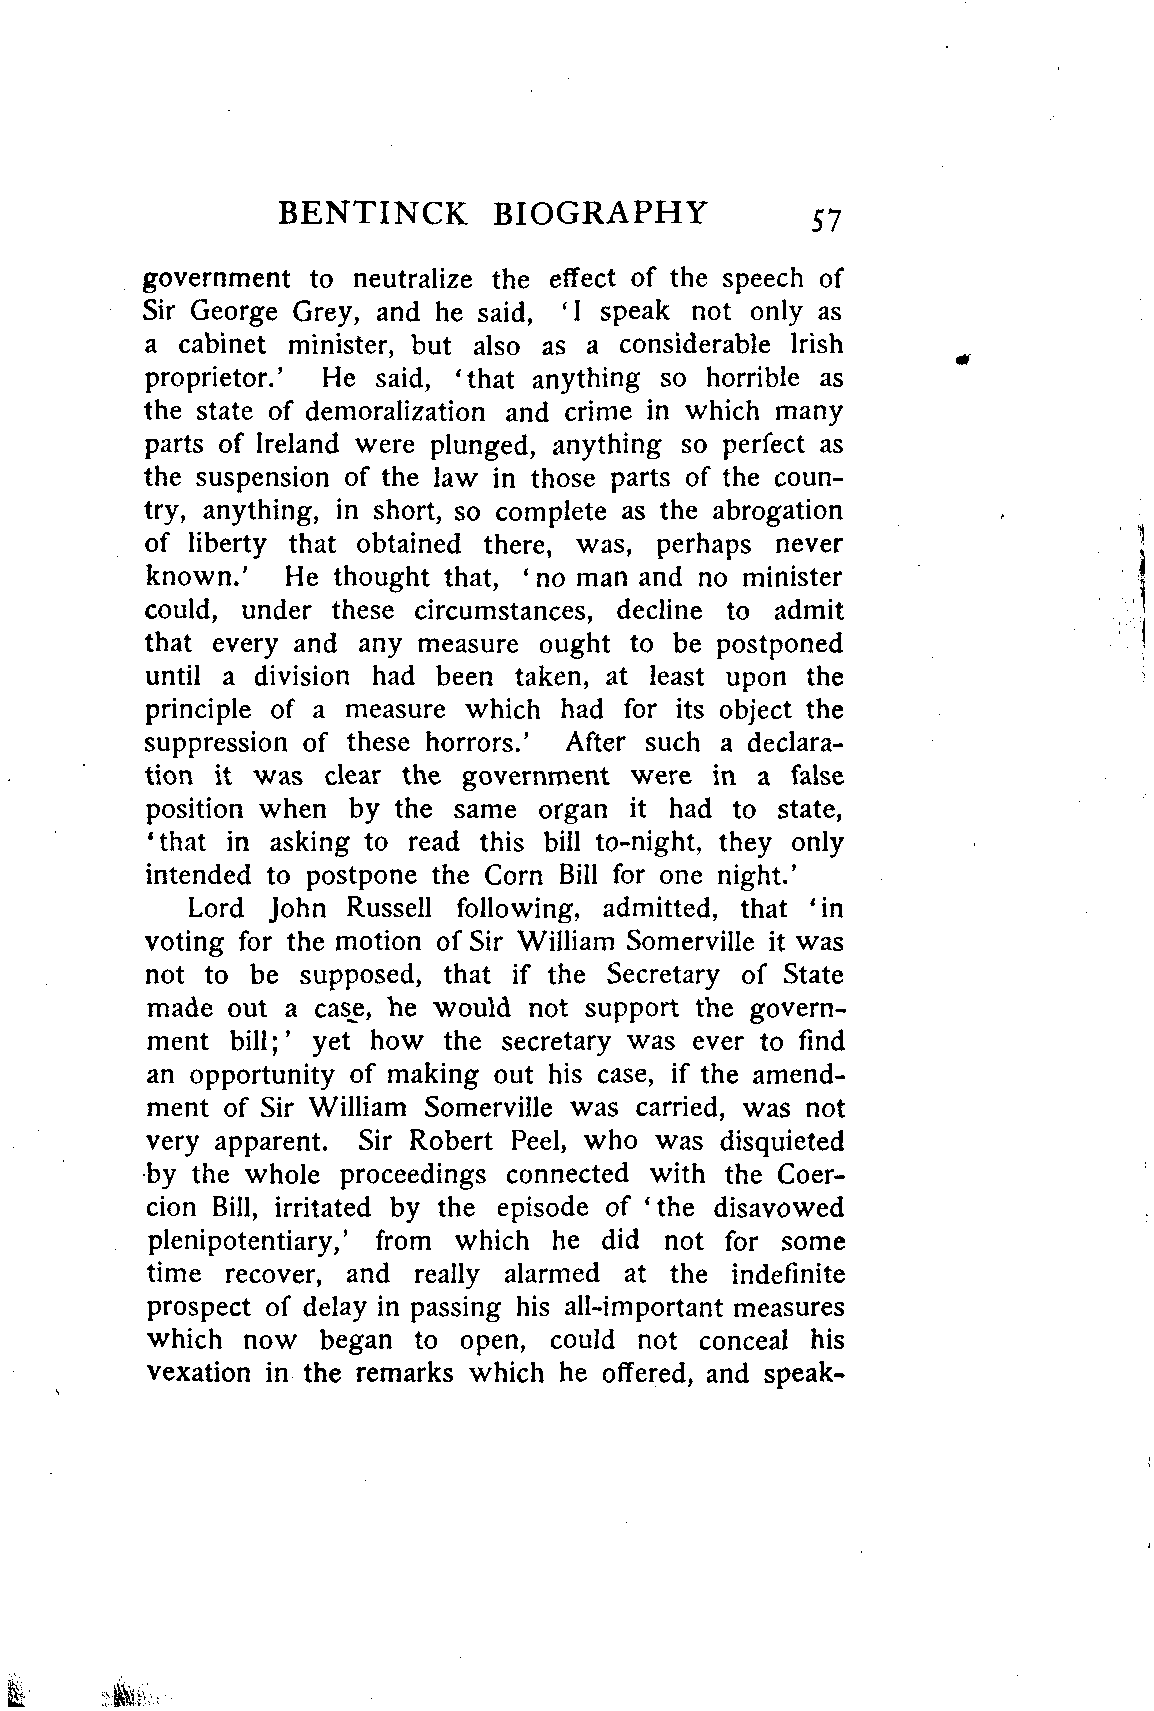 BENTINCK BIOGRAPHY 57
government to neutralize the effect of the speech of
Sir George Grey, and he said, 'I speak not only as
a cabinet minister, but also as a considerable Irish
proprietor.' He said, 'that anything so horrible as
the state of demoralization and crime in which many
parts of Ireland were plunged, anything so perfect as
the suspension of the law in those parts of the coun-
try, anything, in short, so complete as the abrogation
of liberty that obtained there, was, perhaps never
known.' He thought that, 'no man and no minister
could, under these circumstances, decline to admit
that every and any measure ought to be postponed
until a division had been taken, at least upon the
principle of a measure which had for its object the
suppression of these horrors.' After such a declara-
tion it was clear the government were in a false
position when by the same organ it had to state,
'that in asking to read this bill to-night, they only
intended to postpone the Corn Bill for one night.'
Lord John Russell following, admitted, that 'in
voting for the motion of Sir William Somerville it was
not to be supposed, that if the Secretary of State
made out a case, he would not support the govern-
ment bill;' yet how the secretary was ever to find
an opportunity of making out his case, if the amend-
ment of Sir William Somerville was carried, was not
very apparent. Sir Robert Peel, who was disquieted
by the whole proceedings connected with the Coer-
cion Bill, irritated by the episode of 'the disavowed
plenipotentiary,' from which he did not for some
time recover, and really alarmed at the indefinite
prospect of delay in passing his all-important measures
which now began to open, could not conceal his
vexation in the remarks which he offered, and speak-